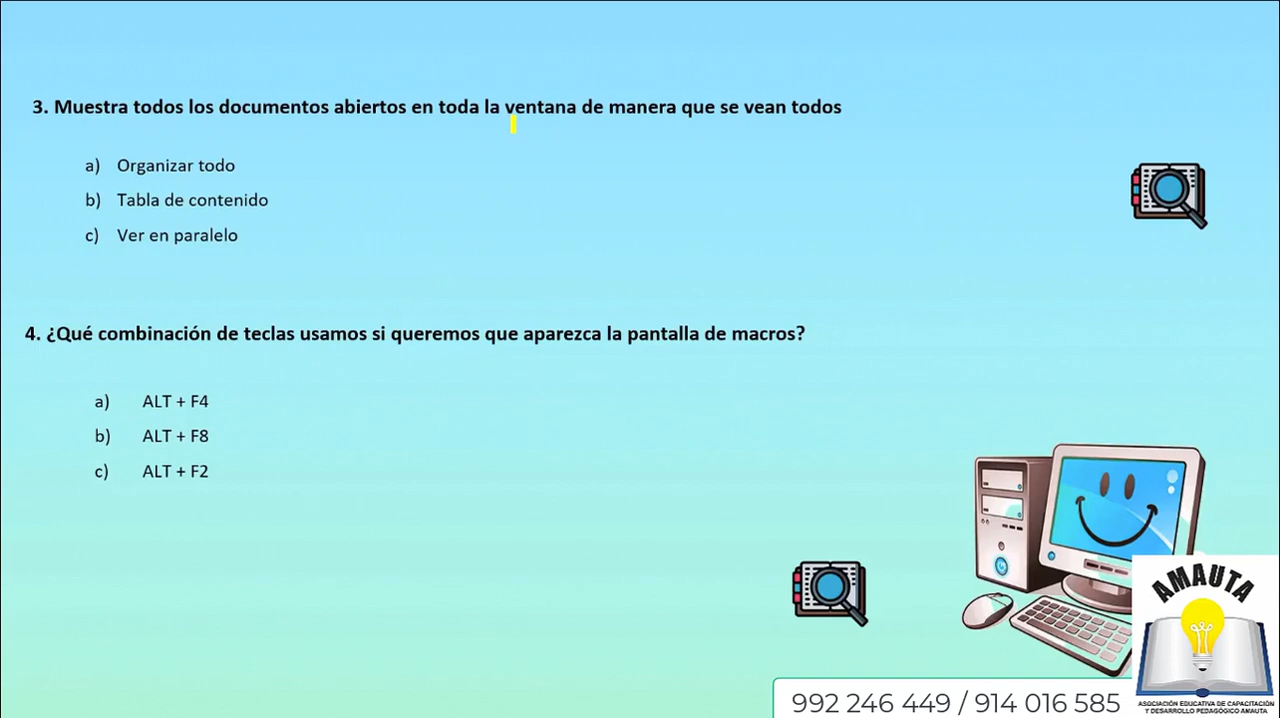 3. Muestra todos los documentos abiertos en toda la ventana de manera que se vean todos
a) Organizar todo
b) Tabla de contenido
c) Ver en paralelo
4. ¿Qué combinación de teclas usamos si queremos que aparezca la pantalla de macros?
a) ALT + F4
b) ALT + F8
c) ALT + F2
AMAUTA
992 246 449 / 914 016 585
ASOCIACIÓN EDUCATIVA DE CAPACITACIÓN
Y DESARROLLO PEDAGÓGICO AMAUTA